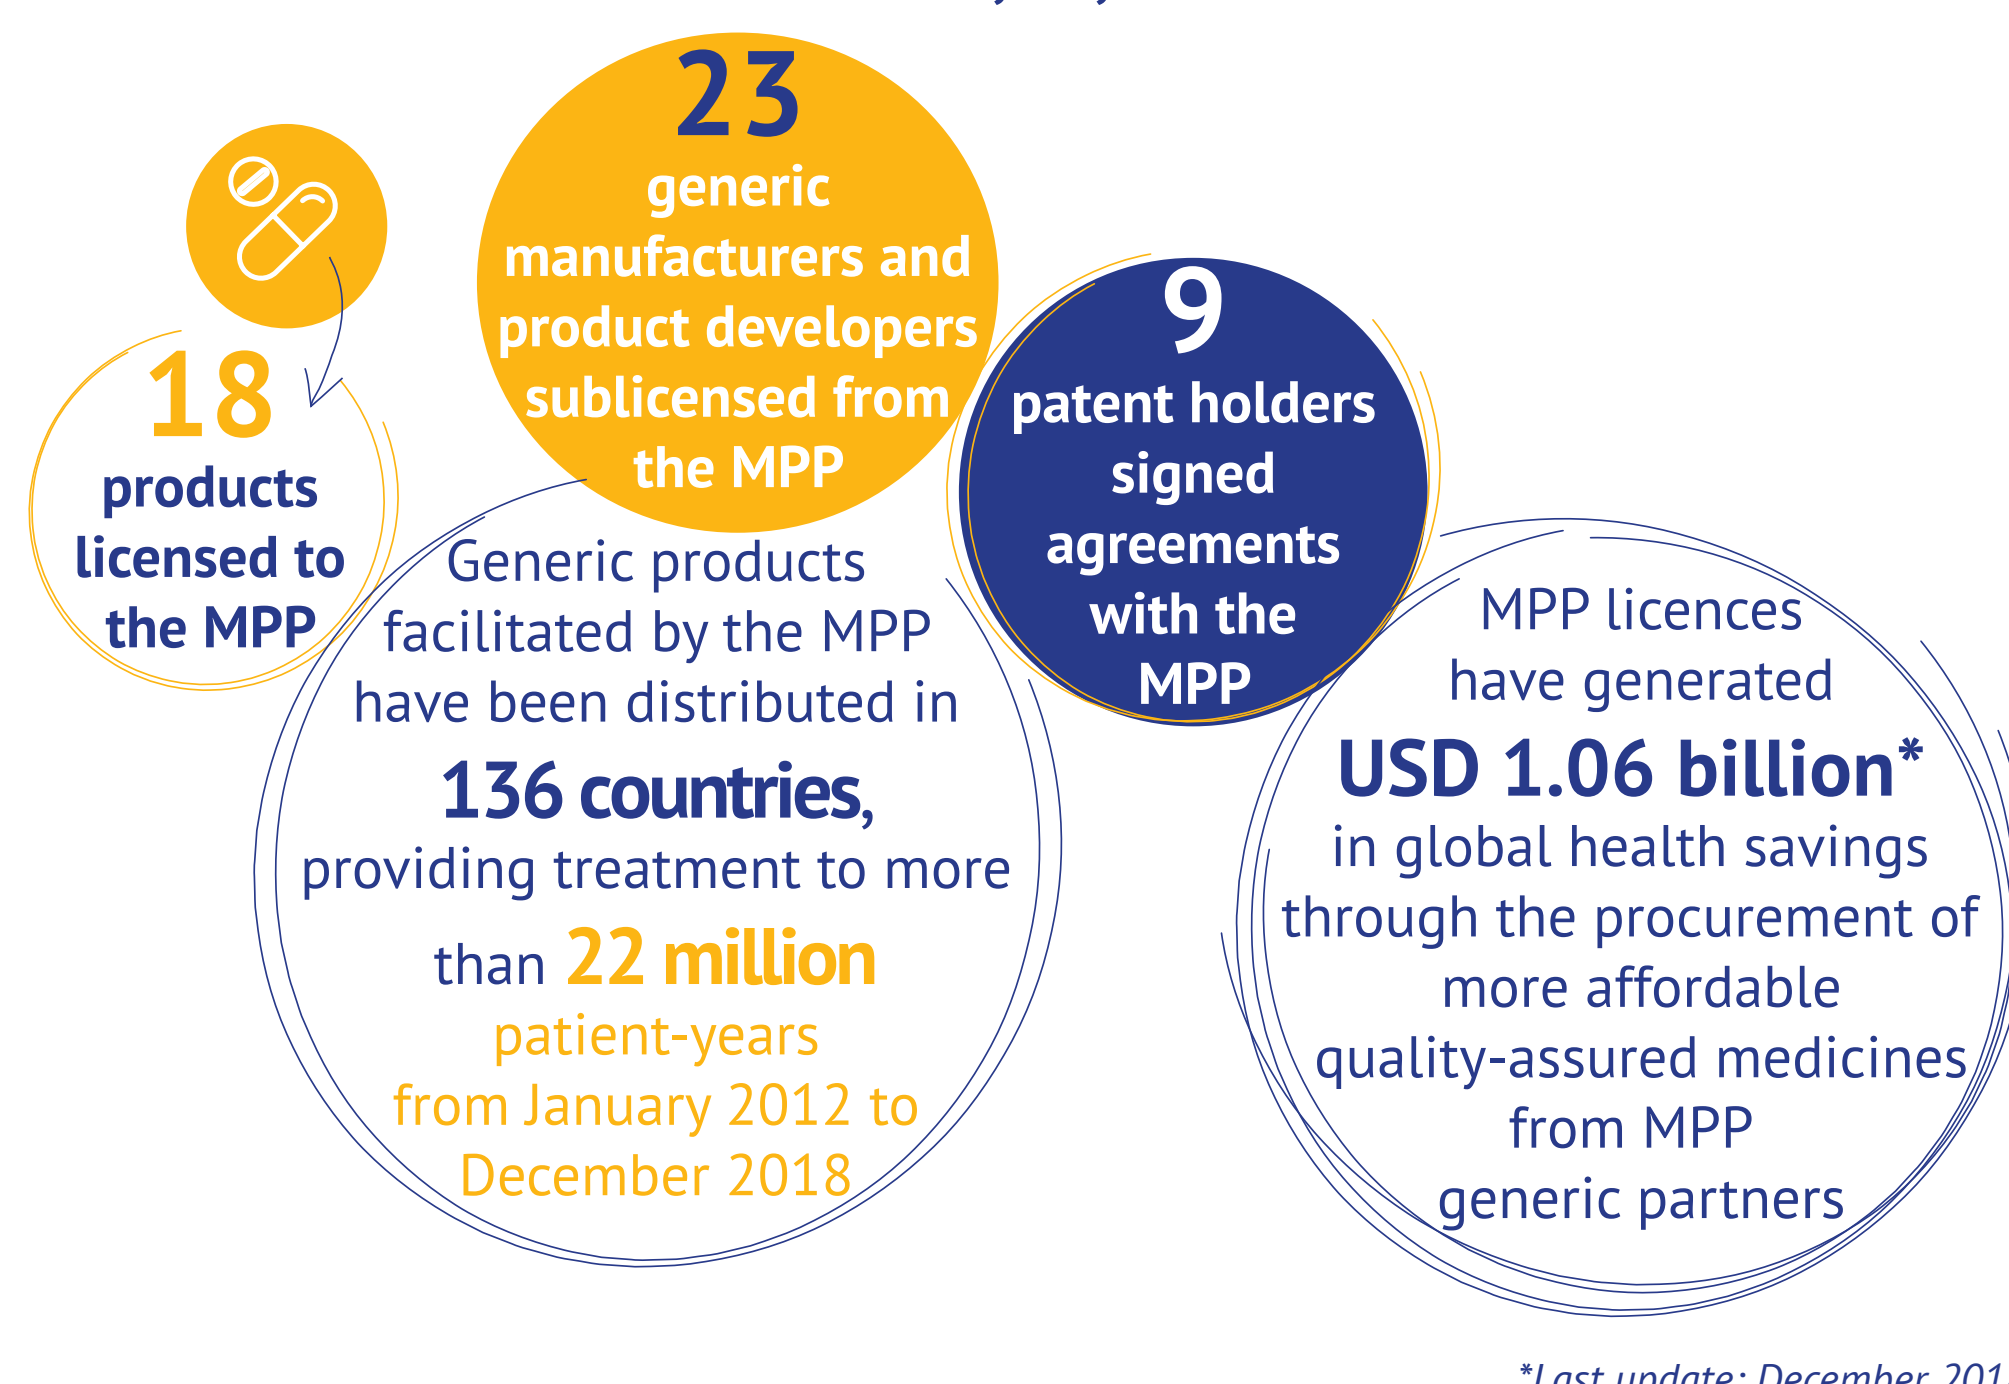 18
products
licensed to
the MPP
23
generic
manufacturers and
product developers
sublicensed from
the MPP
9
patent holders
signed
agreements
with the
MPP
Generic products
facilitated by the MPP
have been distributed in
136 countries,
providing treatment to more
than 22 million
patient-years
from January 2012 to
December 2018
MPP licences
have generated
USD 1.06 billion*
in global health savings
through the procurement of
more affordable
quality-assured medicines
from MPP
generic partners
*Last update: December